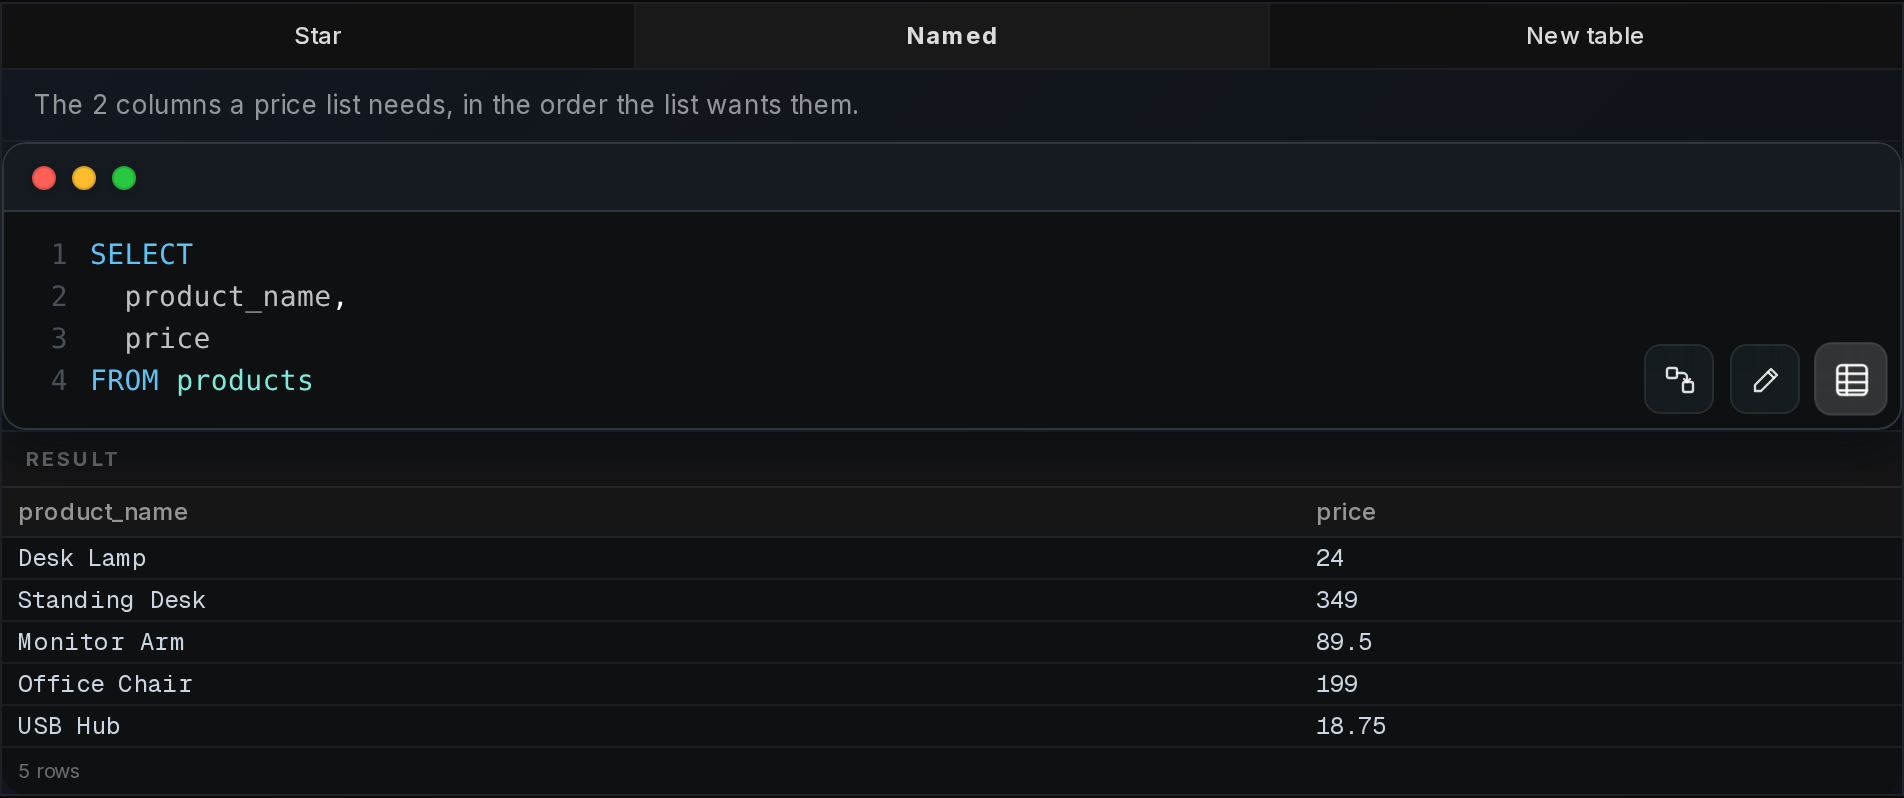 Star
Named
New table
The 2 columns a price list needs, in the order the list wants them.
1 SELECT
2   product_name,
3   price
4 FROM products
RESULT
product_name price
Desk Lamp 24
Standing Desk 349
Monitor Arm 89.5
Office Chair 199
USB Hub 18.75
5 rows